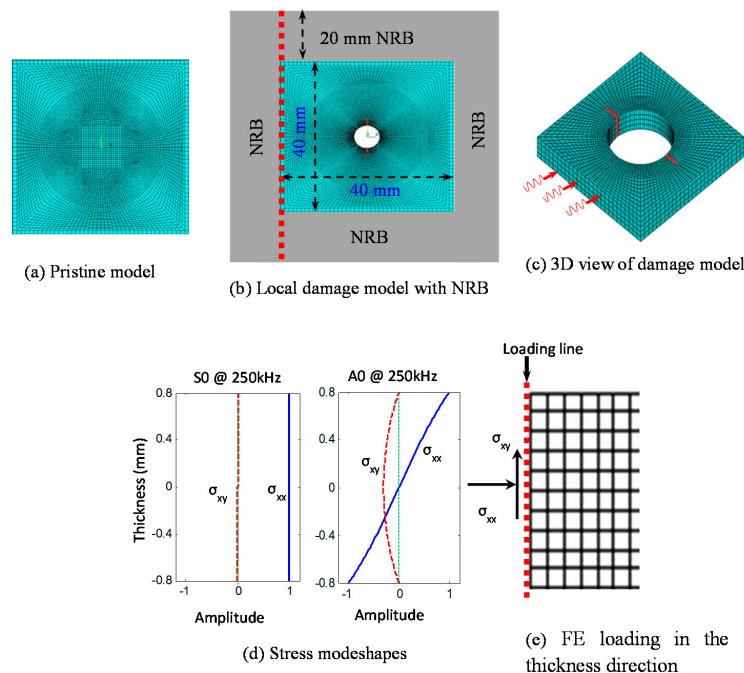 20 mm NRB
NRB
40 mm
40 mm
NRB
NRB
(a) Pristine model
(b) Local damage model with NRB
(c) 3D view of damage model
Loading line
S0 @ 250kHz
A0 @ 250kHz
Thickness (mm)
0.8
0.4
0
-0.4
-0.8
σxy
σxx
-1 0 1
Amplitude
0.8
0.4
0
-0.4
-0.8
σxy
σxx
-1 0 1
Amplitude
σxy
σxx
(d) Stress modeshapes
(e) FE loading in the
thickness direction